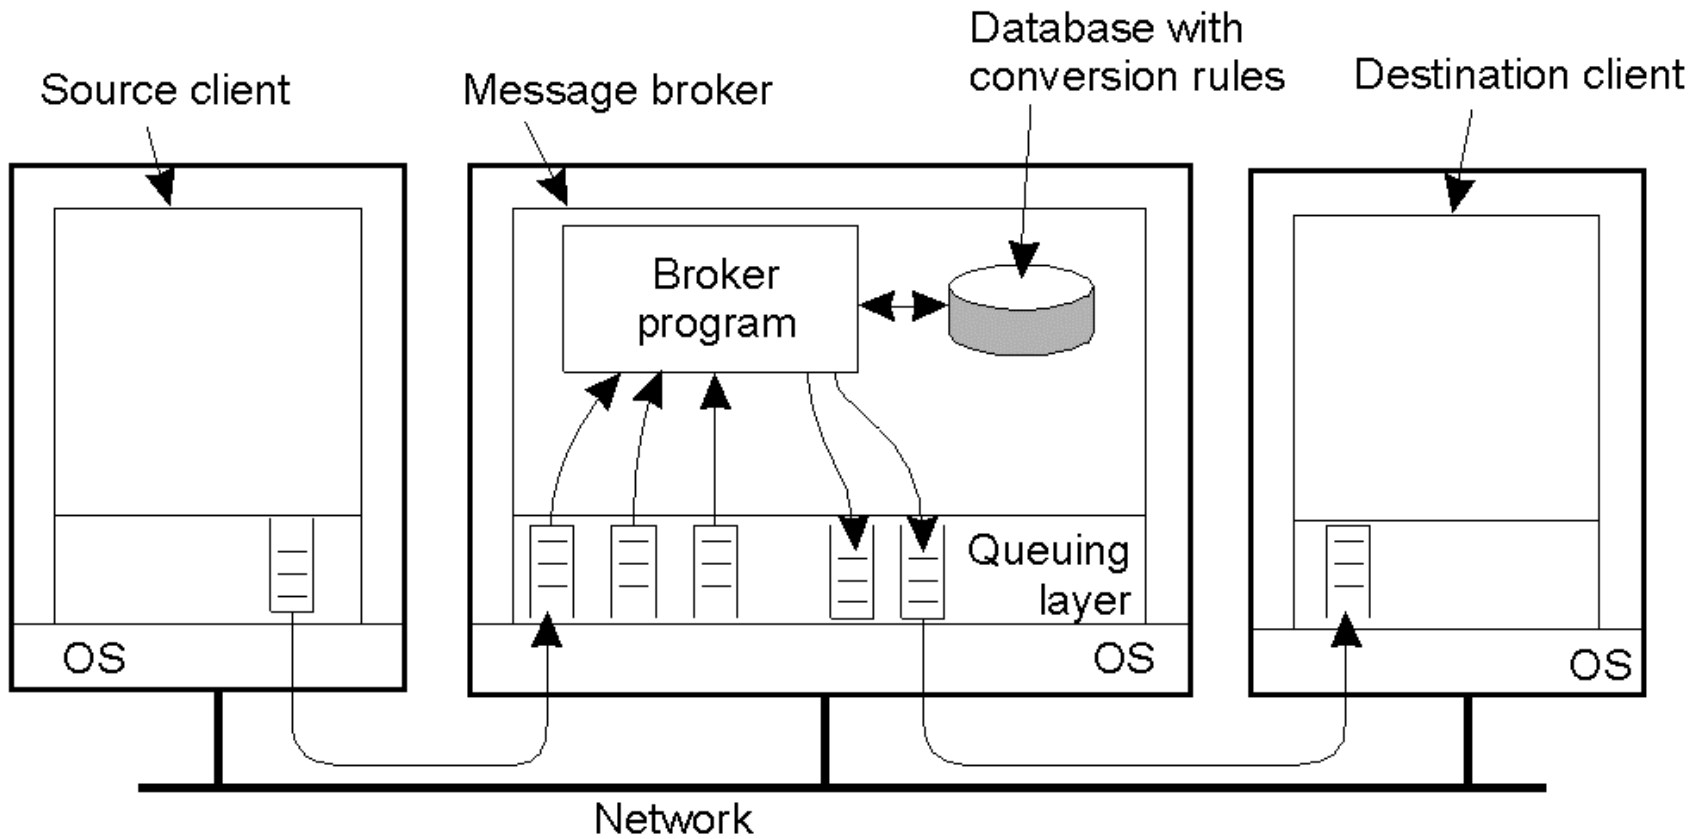 Source client
Message broker
Database with
conversion rules
Destination client
Broker
program
Queuing
layer
OS
OS
OS
Network